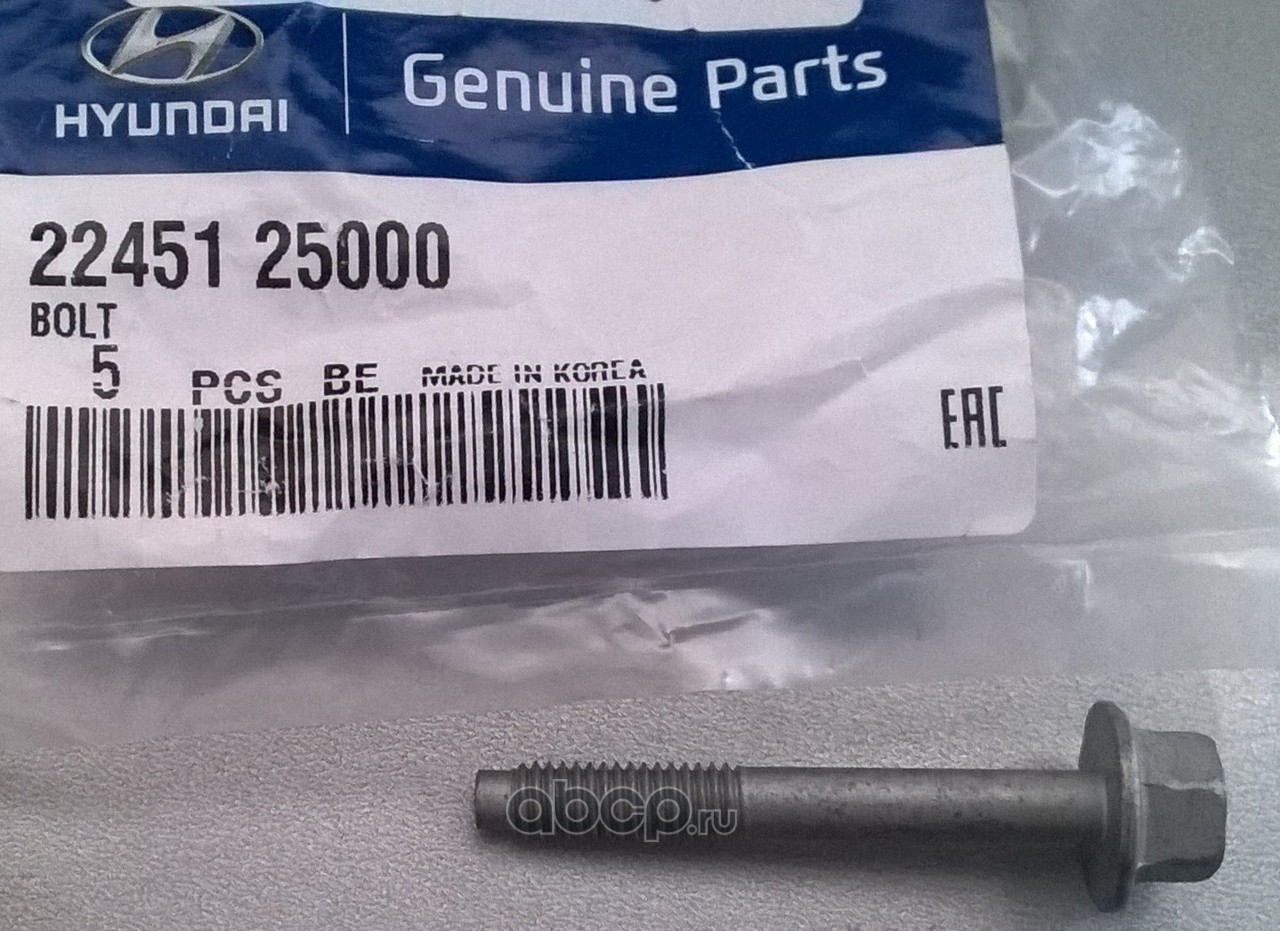 HYUNDAI
Genuine Parts
22451 25000
BOLT
5 PCS BE MADE IN KOREA
EAC
abcp.ru